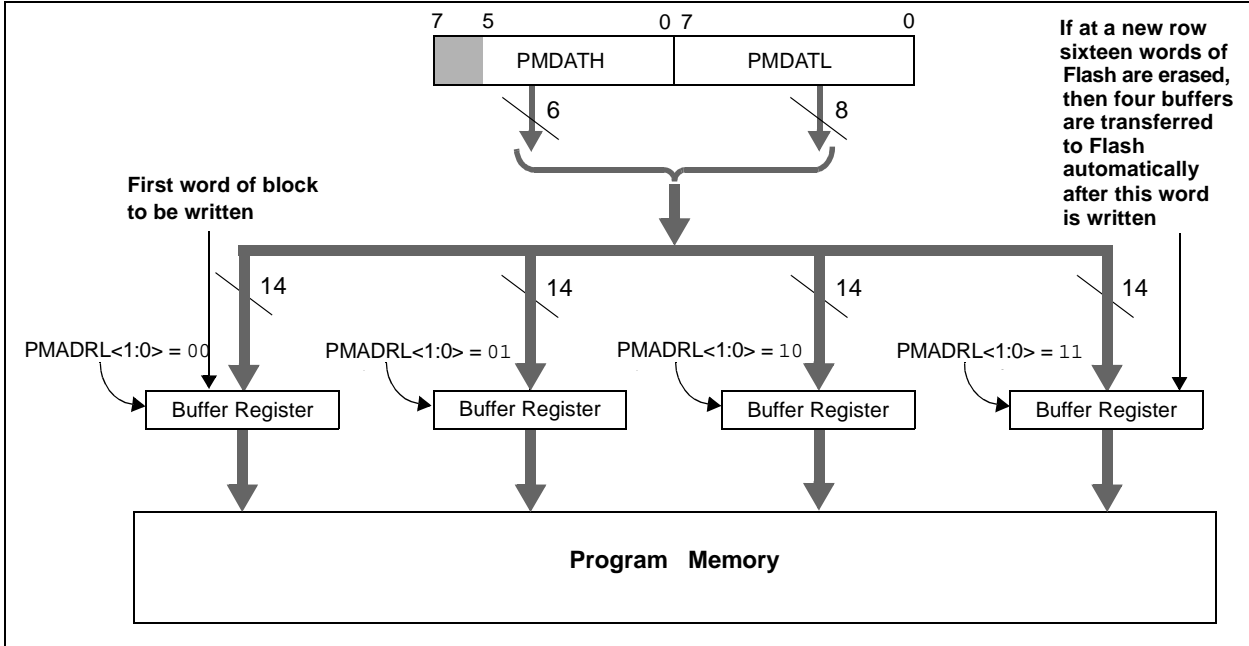 7 5 0 7 0
PMDATH PMDATL
6 8
If at a new row
sixteen words of
Flash are erased,
then four buffers
are transferred
to Flash
automatically
after this word
is written
First word of block
to be written
14 14 14 14
PMADRL<1:0> = 00 PMADRL<1:0> = 01 PMADRL<1:0> = 10 PMADRL<1:0> = 11
Buffer Register Buffer Register Buffer Register Buffer Register
Program Memory